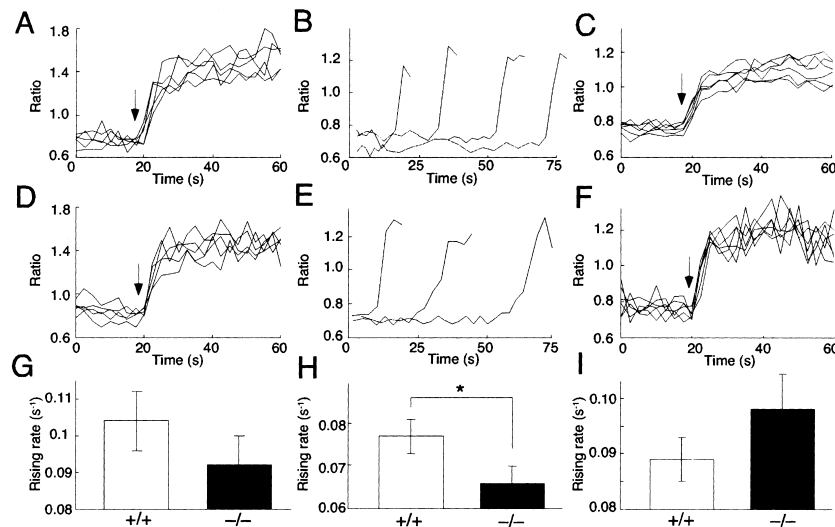 A
B
C
Ratio
1.8
1.4
1.0
0.6
0
20
40
60
Time (s)
Ratio
1.2
1.0
0.8
0.6
25
50
75
Time (s)
Ratio
1.2
1.0
0.8
0.6
0
20
40
60
Time (s)
D
E
F
Ratio
1.8
1.4
1.0
0.6
0
20
40
60
Time (s)
Ratio
1.2
1.0
0.8
0.6
0
25
50
75
Time (s)
Ratio
1.2
1.0
0.8
0.6
0
20
40
60
Time (s)
G
H
I
Rising rate (s⁻¹)
0.11
0.1
0.09
0.08
+/+
−/−
Rising rate (s⁻¹)
0.08
0.07
0.06
*
+/+
−/−
Rising rate (s⁻¹)
0.10
0.09
0.08
+/+
−/−